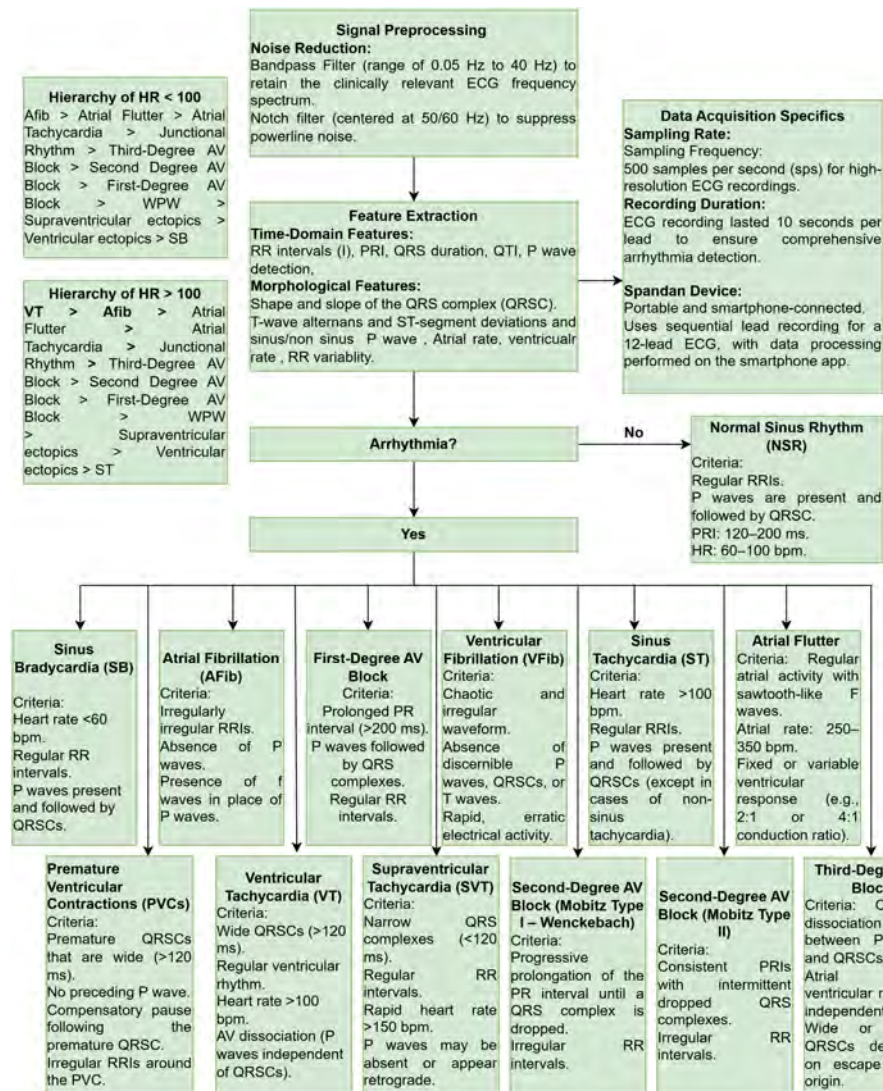 Signal Preprocessing
Noise Reduction:
Bandpass Filter (range of 0.05 Hz to 40 Hz) to
retain the clinically relevant ECG frequency
spectrum.
Notch filter (centered at 50/60 Hz) to suppress
powerline noise.
Hierarchy of HR < 100
Afib > Atrial Flutter > Atrial
Tachycardia > Junctional
Rhythm > Third-Degree AV
Block > Second Degree AV
Block > First-Degree AV
Block > WPW >
Supraventricular ectopics >
Ventricular ectopics > SB
Data Acquisition Specifics
Sampling Rate:
Sampling Frequency:
500 samples per second (sps) for high-
resolution ECG recordings.
Recording Duration:
ECG recording lasted 10 seconds per
lead to ensure comprehensive
arrhythmia detection.
Spandan Device:
Portable and smartphone-connected.
Uses sequential lead recording for a
12-lead ECG, with data processing
performed on the smartphone app.
Feature Extraction
Time-Domain Features:
RR intervals (I), PRI, QRS duration, QTI, P wave
detection,
Morphological Features:
Shape and slope of the QRS complex (QRSC).
T-wave alternans and ST-segment deviations and
sinus/non sinus P wave , Atrial rate, ventricualr
rate , RR variablity.
Hierarchy of HR > 100
VT > Afib > Atrial
Flutter > Atrial
Tachycardia > Junctional
Rhythm > Third-Degree AV
Block > Second Degree AV
Block > First-Degree AV
Block > WPW
> Supraventricular
ectopics > Ventricular
ectopics > ST
Arrhythmia?
No
Normal Sinus Rhythm
(NSR)
Criteria:
Regular RRIs.
P waves are present and
followed by QRSC.
PRI: 120–200 ms.
HR: 60–100 bpm.
Yes
Sinus
Bradycardia (SB)
Criteria:
Heart rate <60
bpm.
Regular RR
intervals.
P waves present
and followed by
QRSCs.
Atrial Fibrillation
(AFib)
Criteria:
Irregularly
irregular RRIs.
Absence of P
waves.
Presence of f
waves in place of
P waves.
First-Degree AV
Block
Criteria:
Prolonged PR
interval (>200 ms).
P waves followed
by QRS
complexes.
Regular RR
intervals.
Ventricular
Fibrillation (VFib)
Criteria:
Chaotic and
irregular
waveform.
Absence of
discernible P
waves, QRSCs, or
T waves.
Rapid, erratic
electrical activity.
Sinus
Tachycardia (ST)
Criteria:
Heart rate >100
bpm.
Regular RRIs.
P waves present
and followed by
QRSCs (except in
cases of non-
sinus
tachycardia).
Atrial Flutter
Criteria: Regular
atrial activity with
sawtooth-like F
waves.
Atrial rate: 250–
350 bpm.
Fixed or variable
ventricular
response (e.g.,
2:1 or 4:1
conduction ratio).
Premature
Ventricular
Contractions (PVCs)
Criteria:
Premature QRSCs
that are wide (>120
ms).
No preceding P wave.
Compensatory pause
following the
premature QRSC.
Irregular RRIs around
the PVC.
Ventricular
Tachycardia (VT)
Criteria:
Wide QRSCs (>120
ms).
Regular ventricular
rhythm.
Heart rate >100
bpm.
AV dissociation (P
waves independent
of QRSCs).
Supraventricular
Tachycardia (SVT)
Criteria:
Narrow QRS
complexes (<120
ms).
Regular RR
intervals.
Rapid heart rate
>150 bpm.
P waves may be
absent or appear
retrograde.
Second-Degree AV
Block (Mobitz Type
I – Wenckebach)
Criteria:
Progressive
prolongation of the
PR interval until a
QRS complex is
dropped.
Irregular RR
intervals.
Second-Degree AV
Block (Mobitz Type
II)
Criteria:
Consistent PRIs
with intermittent
dropped QRS
complexes.
Irregular RR
intervals.
Third-Deg
Block
Criteria: C
dissociation
between P
and QRSCs
Atrial
ventricular r
independent
Wide or
QRSCs de
on escape
origin.